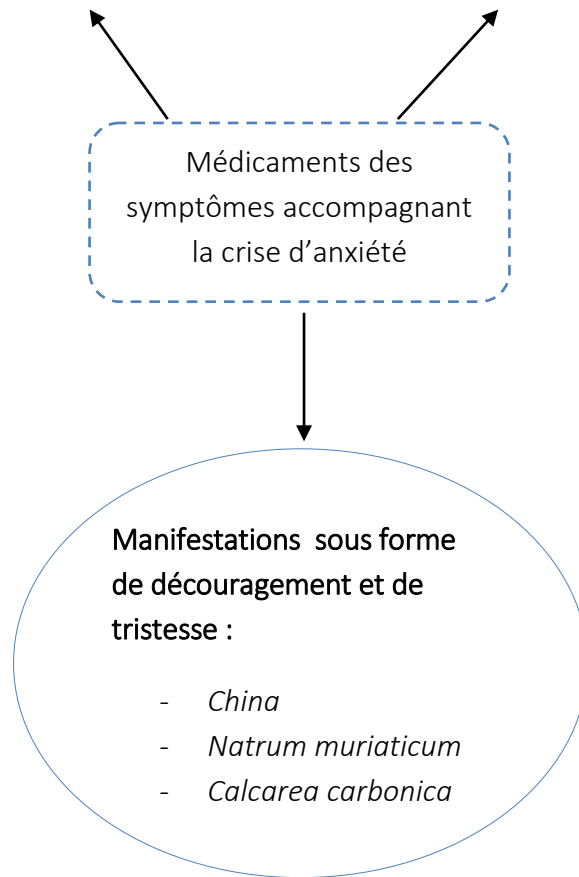 Médicaments des
symptômes accompagnant
la crise d’anxiété
Manifestations sous forme
de découragement et de
tristesse :
- China
- Natrum muriaticum
- Calcarea carbonica